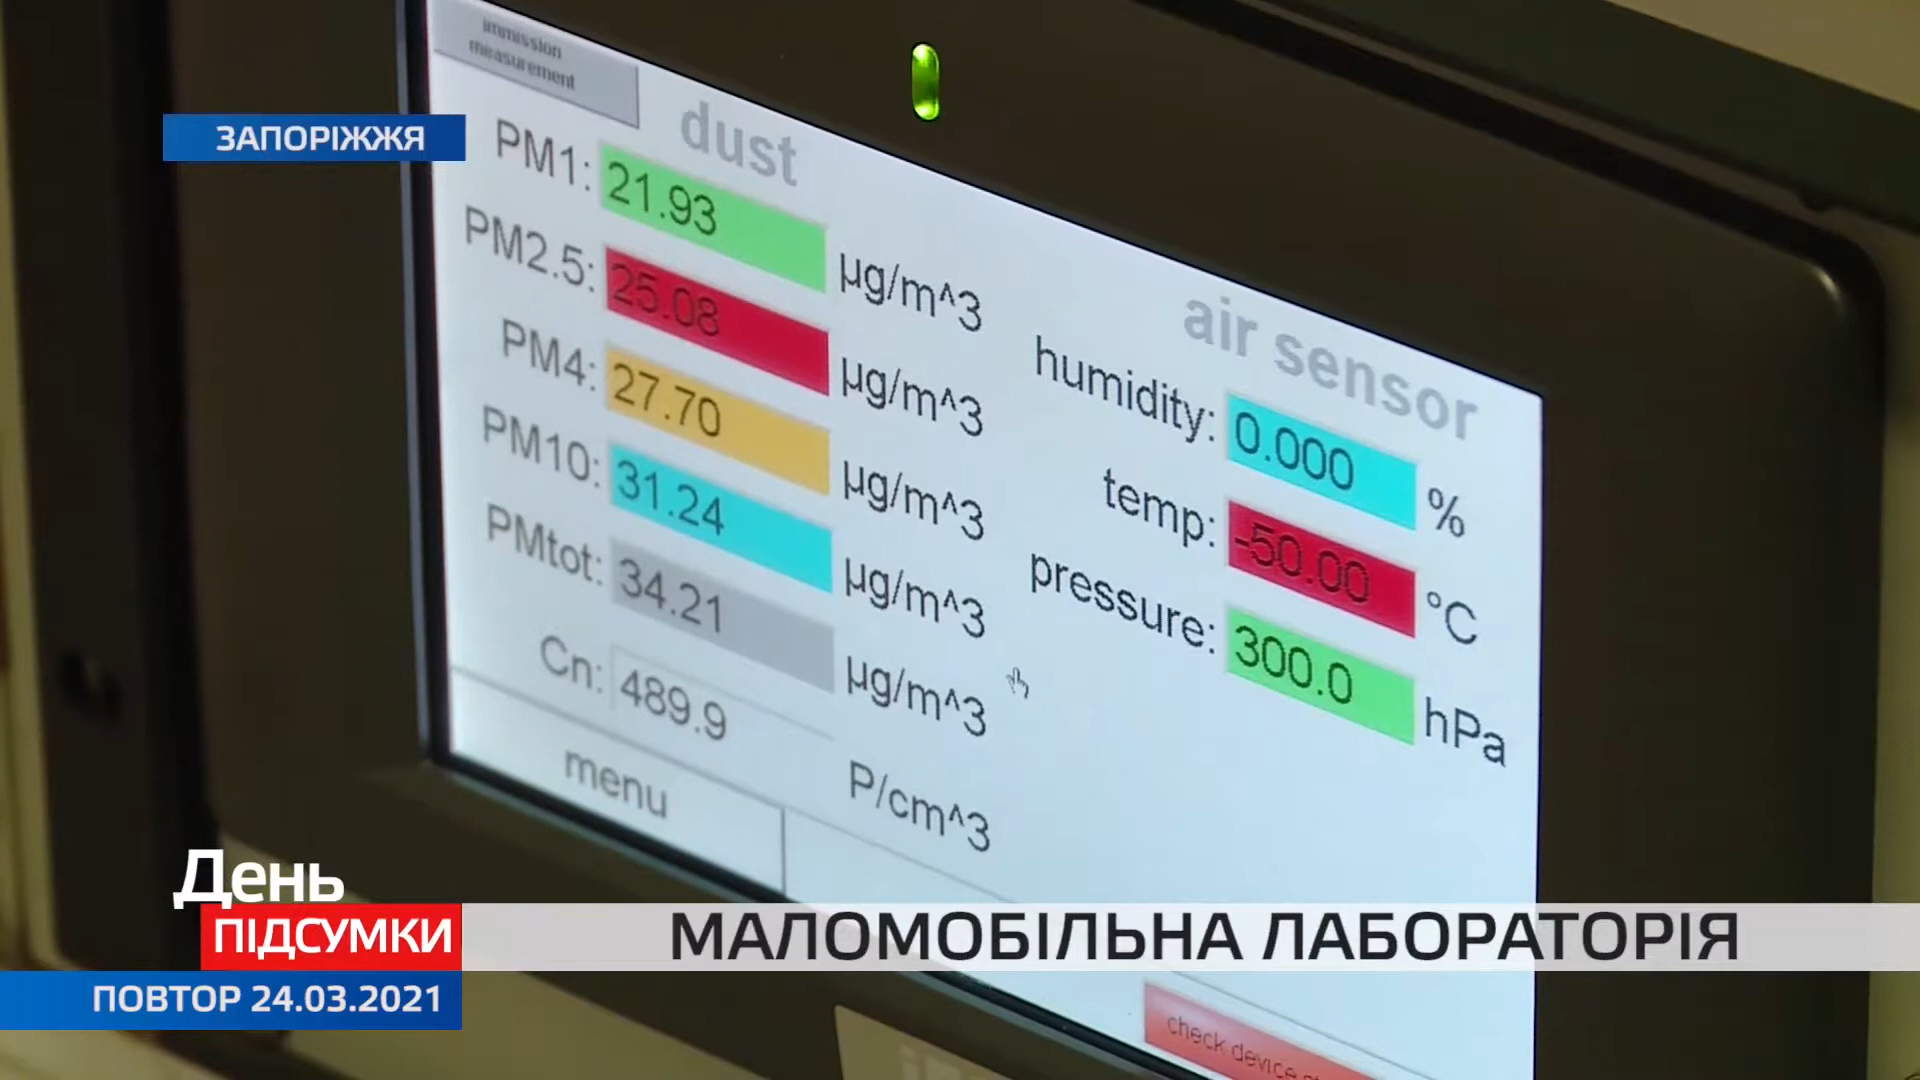 immission
measurement
dust
PM1: 21.93 µg/m^3
PM2.5: 25.08 µg/m^3
PM4: 27.70 µg/m^3
PM10: 31.24 µg/m^3
PMtot: 34.21 µg/m^3
Cn: 489.9 P/cm^3
air sensor
humidity: 0.000 %
temp: -50.00 °C
pressure: 300.0 hPa
menu
check device
ЗАПОРІЖЖЯ
День
ПІДСУМКИ
МАЛОМОБІЛЬНА ЛАБОРАТОРІЯ
ПОВТОР 24.03.2021